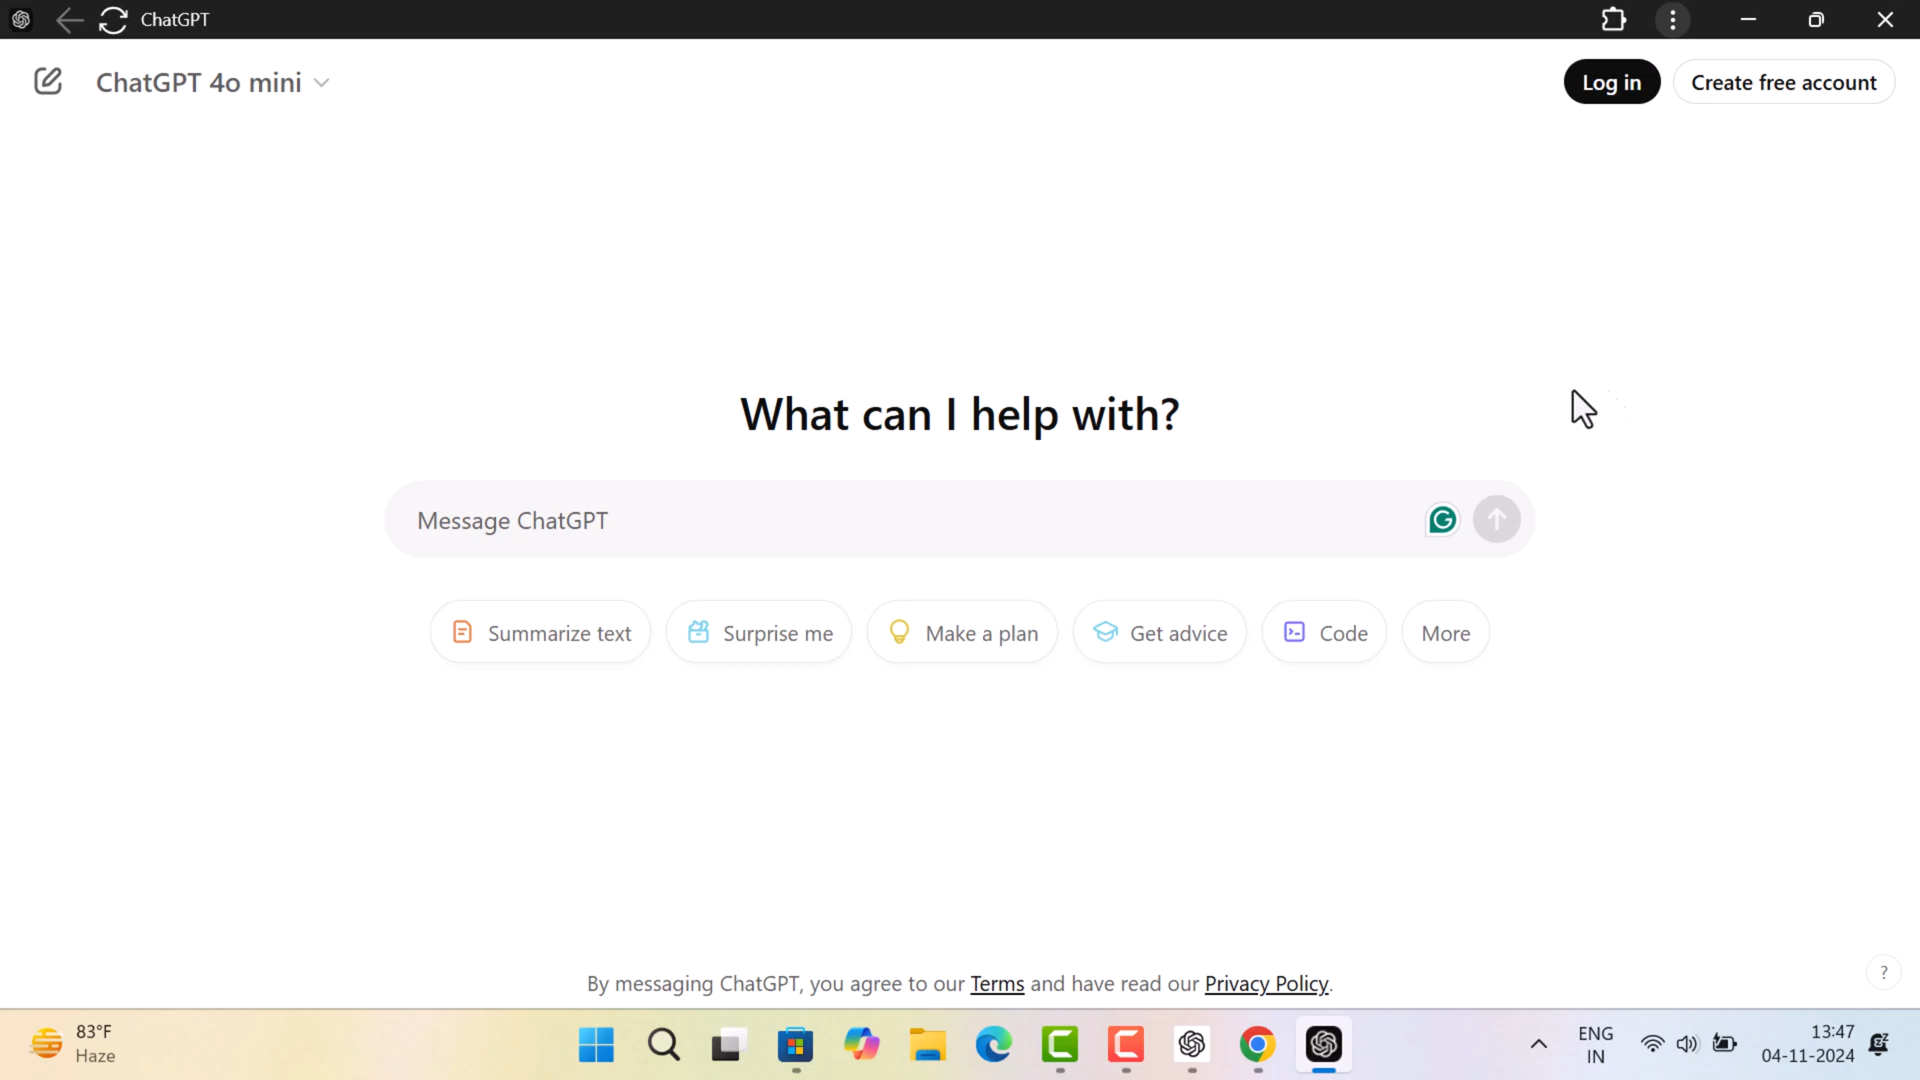 ChatGPT
ChatGPT 4o mini
Log in
Create free account
What can I help with?
Message ChatGPT
Summarize text
Surprise me
Make a plan
Get advice
Code
More
By messaging ChatGPT, you agree to our Terms and have read our Privacy Policy.
?
83°F
Haze
ENG
IN
13:47
04-11-2024